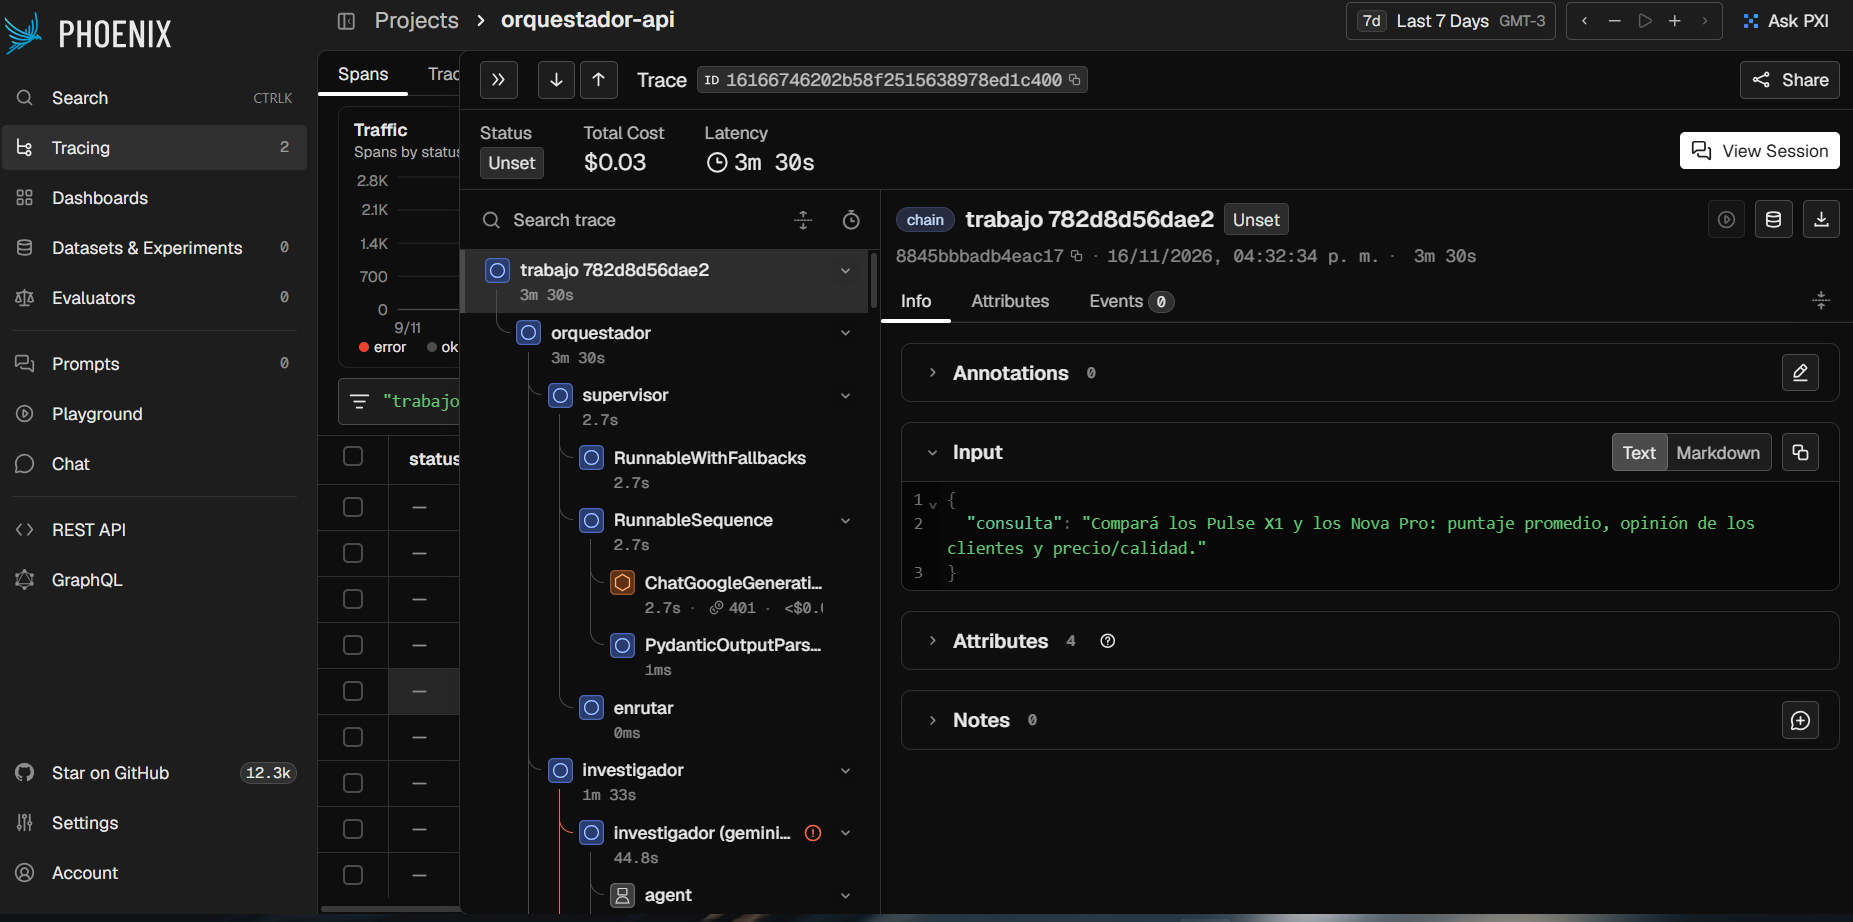 PHOENIX
Search CTRLK
Tracing 2
Dashboards
Datasets & Experiments 0
Evaluators 0
Prompts 0
Playground
Chat
REST API
GraphQL
Star on GitHub 12.3k
Settings
Account
Projects › orquestador-api
7d Last 7 Days GMT-3
Ask PXI
Spans
Trac
Traffic
Spans by status
2.8K
2.1K
1.4K
700
0
9/11
error ok
"trabajo
status
Trace ID 16166746202b58f2515638978ed1c400
Share
Status Total Cost Latency
Unset $0.03 3m 30s
View Session
Search trace
trabajo 782d8d56dae2
3m 30s
orquestador
3m 30s
supervisor
2.7s
RunnableWithFallbacks
2.7s
RunnableSequence
2.7s
ChatGoogleGenerati...
2.7s · 401 · <$0.0
PydanticOutputPars...
1ms
enrutar
0ms
investigador
1m 33s
investigador (gemini...
44.8s
agent
chain trabajo 782d8d56dae2 Unset
8845bbbadb4eac17 · 16/11/2026, 04:32:34 p. m. · 3m 30s
Info Attributes Events 0
Annotations 0
Input
Text Markdown
1 {
2 "consulta": "Compará los Pulse X1 y los Nova Pro: puntaje promedio, opinión de los
clientes y precio/calidad."
3 }
Attributes 4
Notes 0